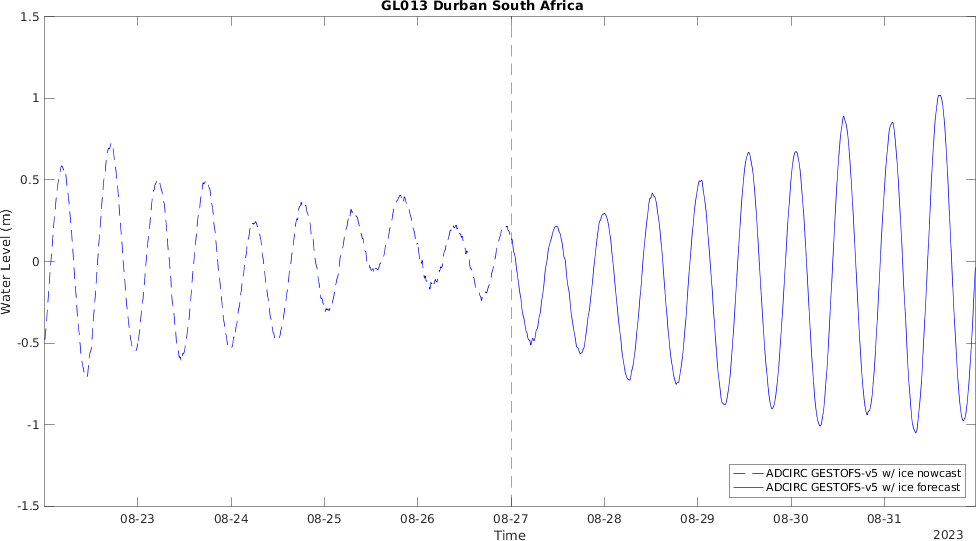 GL013 Durban South Africa
1.5
1
0.5
0
-0.5
-1
-1.5
Water Level (m)
08-23 08-24 08-25 08-26 08-27 08-28 08-29 08-30 08-31
Time
2023
ADCIRC GESTOFS-v5 w/ ice nowcast
ADCIRC GESTOFS-v5 w/ ice forecast